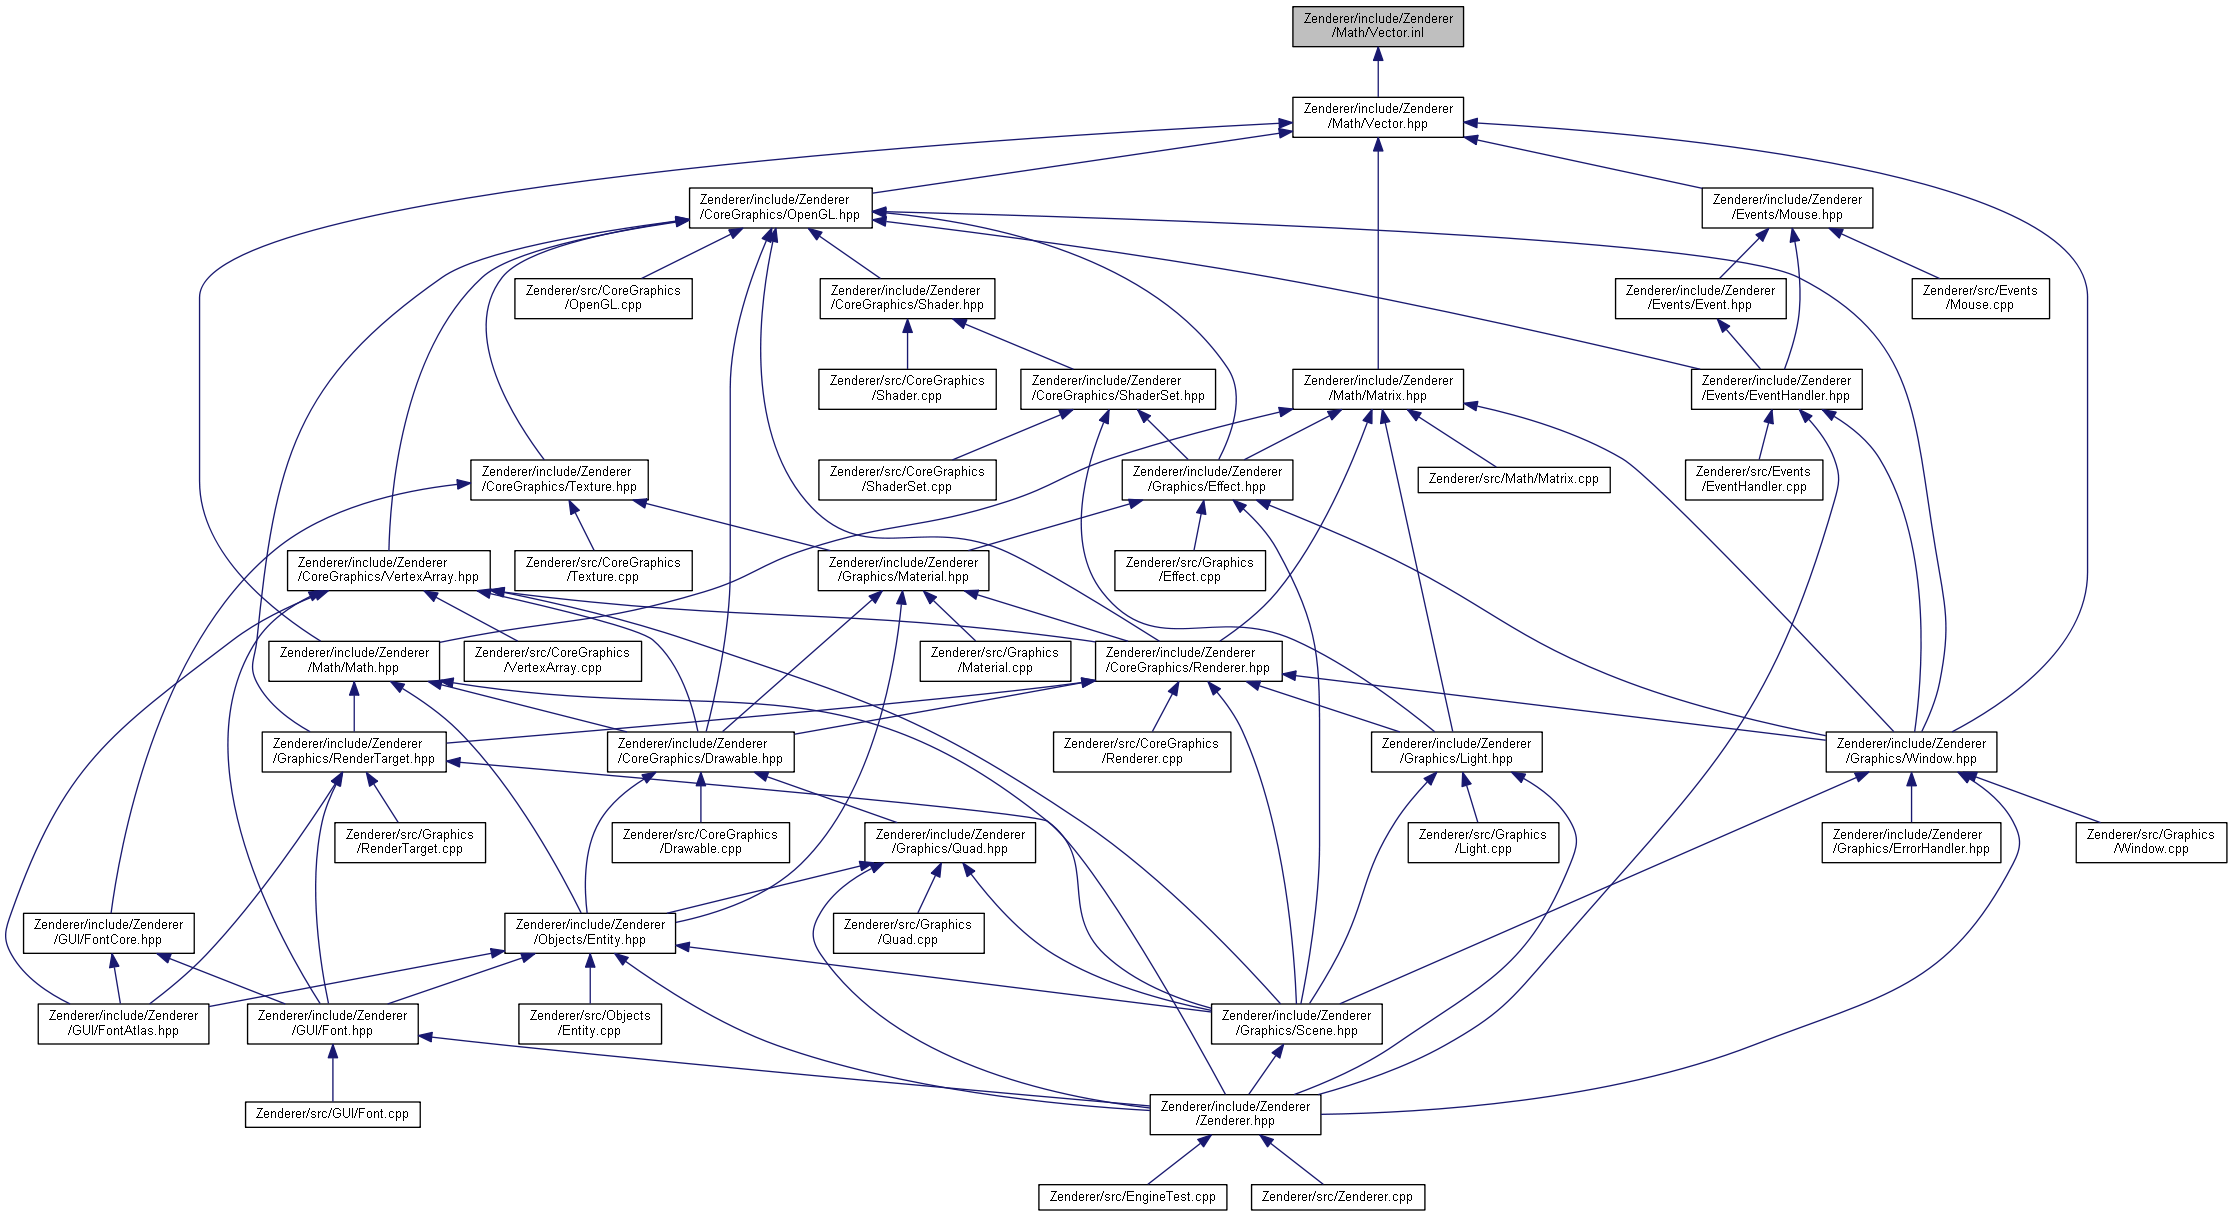 Zenderer/include/Zenderer
/Math/Vector.inl
Zenderer/include/Zenderer
/Math/Vector.hpp
Zenderer/include/Zenderer
/CoreGraphics/OpenGL.hpp
Zenderer/include/Zenderer
/Events/Mouse.hpp
Zenderer/src/CoreGraphics
/OpenGL.cpp
Zenderer/include/Zenderer
/CoreGraphics/Shader.hpp
Zenderer/include/Zenderer
/Events/Event.hpp
Zenderer/src/Events
/Mouse.cpp
Zenderer/src/CoreGraphics
/Shader.cpp
Zenderer/include/Zenderer
/CoreGraphics/ShaderSet.hpp
Zenderer/include/Zenderer
/Math/Matrix.hpp
Zenderer/include/Zenderer
/Events/EventHandler.hpp
Zenderer/include/Zenderer
/CoreGraphics/Texture.hpp
Zenderer/src/CoreGraphics
/ShaderSet.cpp
Zenderer/include/Zenderer
/Graphics/Effect.hpp
Zenderer/src/Math/Matrix.cpp
Zenderer/src/Events
/EventHandler.cpp
Zenderer/include/Zenderer
/CoreGraphics/VertexArray.hpp
Zenderer/src/CoreGraphics
/Texture.cpp
Zenderer/include/Zenderer
/Graphics/Material.hpp
Zenderer/src/Graphics
/Effect.cpp
Zenderer/include/Zenderer
/Math/Math.hpp
Zenderer/src/CoreGraphics
/VertexArray.cpp
Zenderer/src/Graphics
/Material.cpp
Zenderer/include/Zenderer
/CoreGraphics/Renderer.hpp
Zenderer/include/Zenderer
/Graphics/RenderTarget.hpp
Zenderer/include/Zenderer
/CoreGraphics/Drawable.hpp
Zenderer/src/CoreGraphics
/Renderer.cpp
Zenderer/include/Zenderer
/Graphics/Light.hpp
Zenderer/include/Zenderer
/Graphics/Window.hpp
Zenderer/src/Graphics
/RenderTarget.cpp
Zenderer/src/CoreGraphics
/Drawable.cpp
Zenderer/include/Zenderer
/Graphics/Quad.hpp
Zenderer/src/Graphics
/Light.cpp
Zenderer/include/Zenderer
/Graphics/ErrorHandler.hpp
Zenderer/src/Graphics
/Window.cpp
Zenderer/include/Zenderer
/GUI/FontCore.hpp
Zenderer/include/Zenderer
/Objects/Entity.hpp
Zenderer/src/Graphics
/Quad.cpp
Zenderer/include/Zenderer
/GUI/FontAtlas.hpp
Zenderer/include/Zenderer
/GUI/Font.hpp
Zenderer/src/Objects
/Entity.cpp
Zenderer/include/Zenderer
/Graphics/Scene.hpp
Zenderer/src/GUI/Font.cpp
Zenderer/include/Zenderer
/Zenderer.hpp
Zenderer/src/EngineTest.cpp
Zenderer/src/Zenderer.cpp